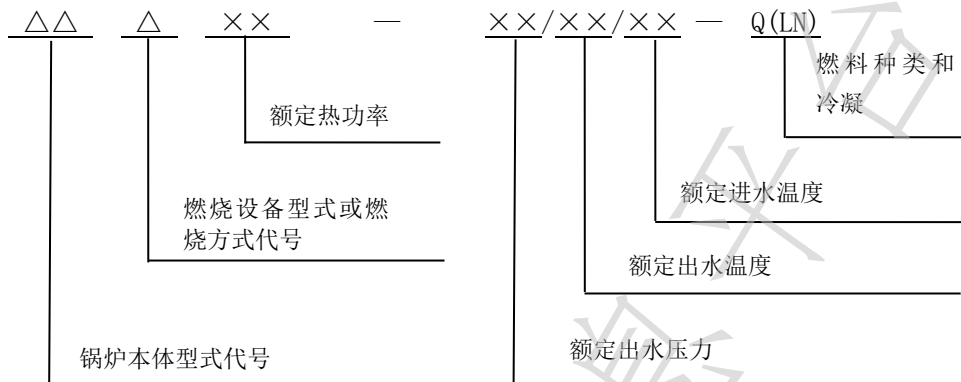 △△ △ ×× — ××/××/×× — Q(LN)
燃料种类和
冷凝
额定热功率
额定进水温度
燃烧设备型式或燃
烧方式代号
额定出水温度
额定出水压力
锅炉本体型式代号